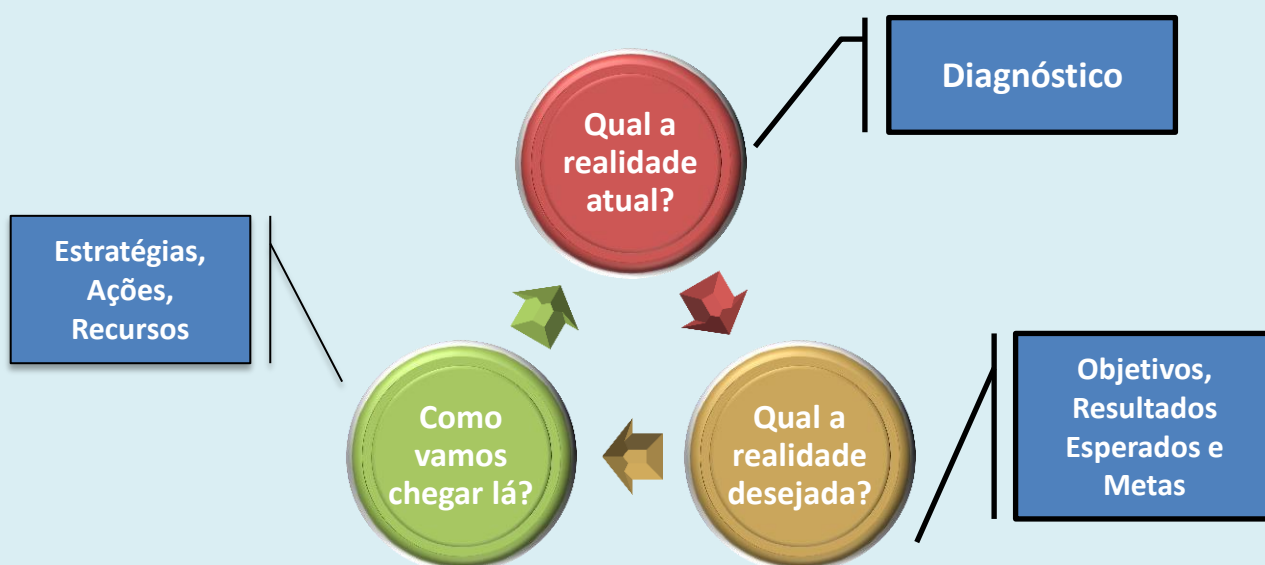 Diagnóstico
Qual a
realidade
atual?
Estratégias,
Ações,
Recursos
Como
vamos
chegar lá?
Qual a
realidade
desejada?
Objetivos,
Resultados
Esperados e
Metas